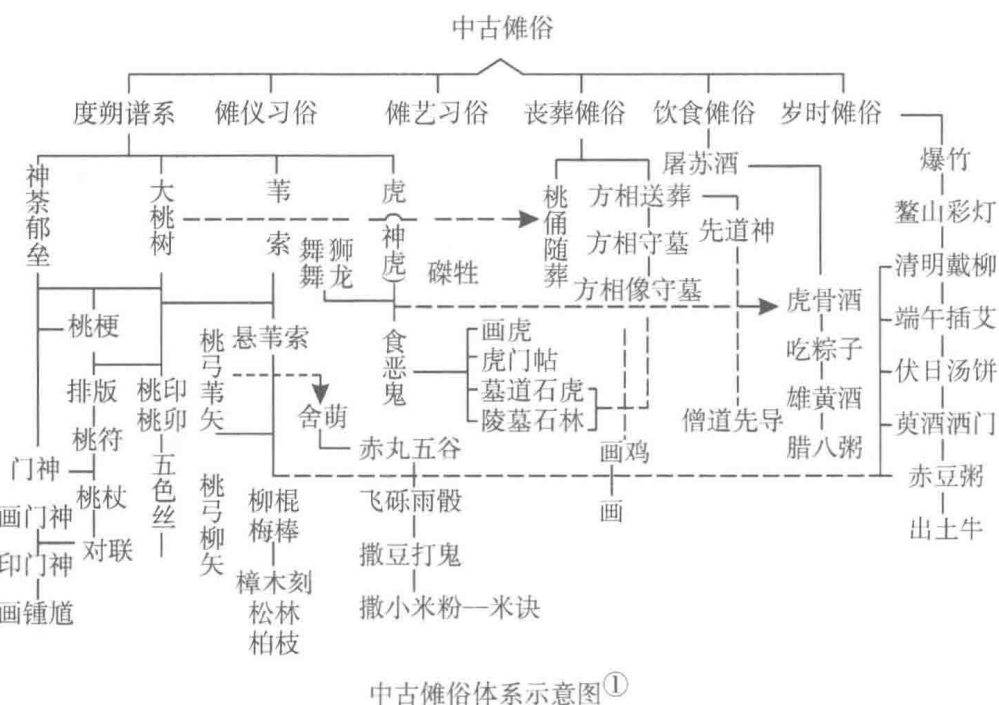 中古傩俗
度朔谱系
傩仪习俗
傩艺习俗
丧葬傩俗
饮食傩俗
岁时傩俗
神荼郁垒
大桃树
苇索
虎(神虎)
舞狮
舞龙
磔牲
桃俑随葬
方相送葬
方相守墓
方相像守墓
先道神
屠苏酒
爆竹
鳌山彩灯
清明戴柳
端午插艾
伏日汤饼
萸酒洒门
赤豆粥
出土牛
虎骨酒
吃粽子
雄黄酒
腊八粥
僧道先导
桃梗
排版
桃符
桃杖
对联
桃印
桃卯
五色丝
桃弓苇矢
桃弓柳矢
悬苇索
舍萌
食恶鬼
画虎
虎门帖
墓道石虎
陵墓石林
画鸡
画
赤丸五谷
飞砾雨骰
撒豆打鬼
撒小米粉—米诀
柳棍
梅棒
樟木刻
松林
柏枝
门神
画门神
印门神
画锺馗
中古傩俗体系示意图①